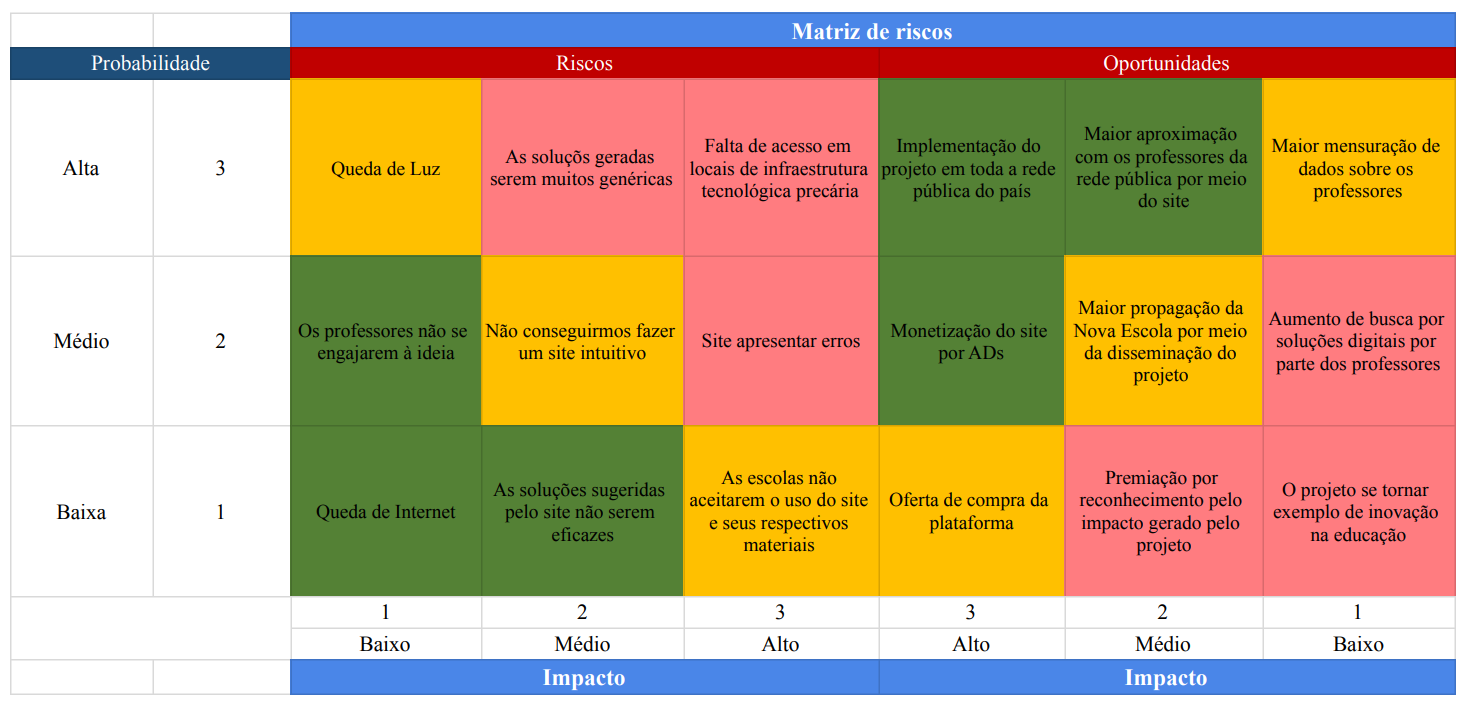 Matriz de riscos
Probabilidade
Riscos
Oportunidades
Alta
3
Queda de Luz
As soluçõs geradas
serem muitos genéricas
Falta de acesso em
locais de infraestrutura
tecnológica precária
Implementação do
projeto em toda a rede
pública do país
Maior aproximação
com os professores da
rede pública por meio
do site
Maior mensuração de
dados sobre os
professores
Médio
2
Os professores não se
engajarem à ideia
Não conseguirmos fazer
um site intuitivo
Site apresentar erros
Monetização do site
por ADs
Maior propagação da
Nova Escola por meio
da disseminação do
projeto
Aumento de busca por
soluções digitais por
parte dos professores
Baixa
1
Queda de Internet
As soluções sugeridas
pelo site não serem
eficazes
As escolas não
aceitarem o uso do site
e seus respectivos
materiais
Oferta de compra da
plataforma
Premiação por
reconhecimento pelo
impacto gerado pelo
projeto
O projeto se tornar
exemplo de inovação
na educação
1
2
3
3
2
1
Baixo
Médio
Alto
Alto
Médio
Baixo
Impacto
Impacto